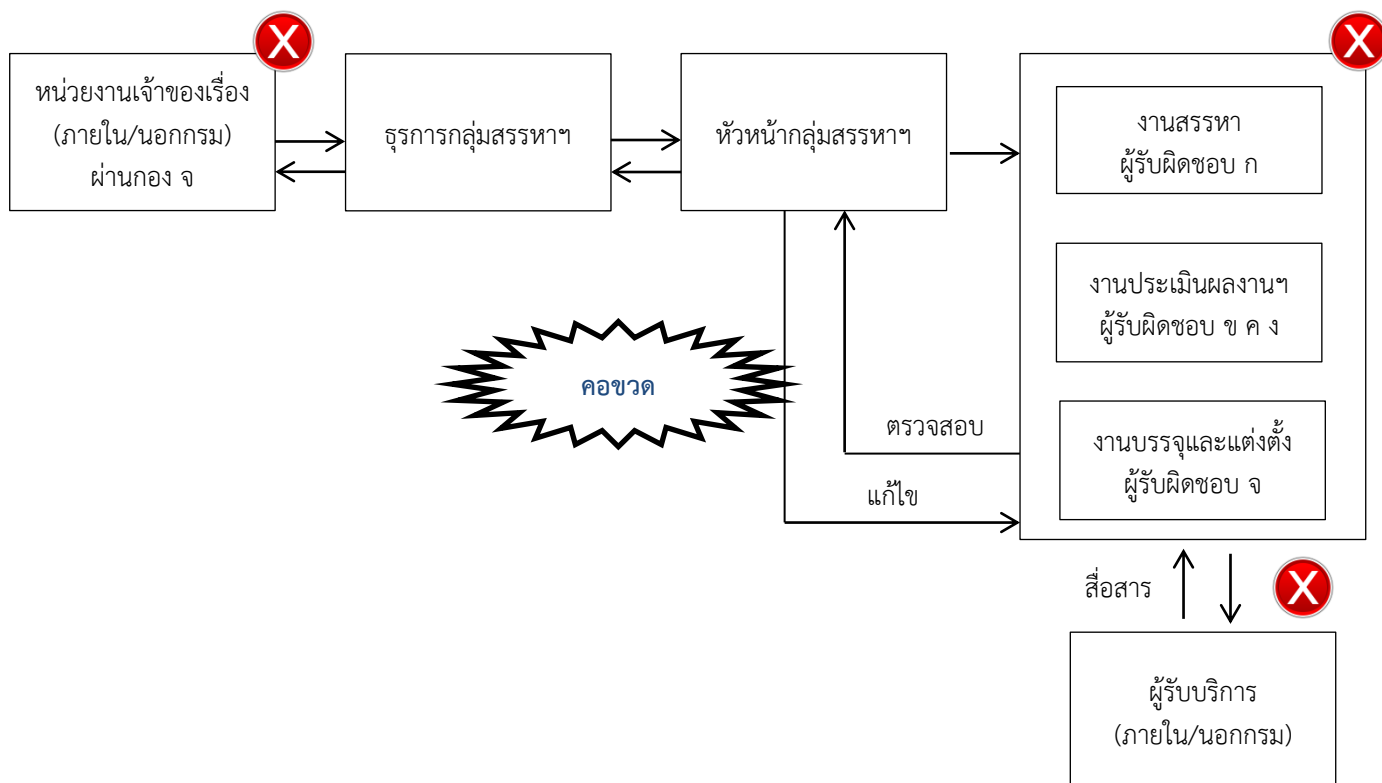 X
X
หน่วยงานเจ้าของเรื่อง
(ภายใน/นอกกรม)
ผ่านกอง จ
ธุรการกลุ่มสรรหาฯ
หัวหน้ากลุ่มสรรหาฯ
งานสรรหา
ผู้รับผิดชอบ ก
งานประเมินผลงานฯ
ผู้รับผิดชอบ ข ค ง
งานบรรจุและแต่งตั้ง
ผู้รับผิดชอบ จ
คอขวด
ตรวจสอบ
แก้ไข
สื่อสาร
X
ผู้รับบริการ
(ภายใน/นอกกรม)